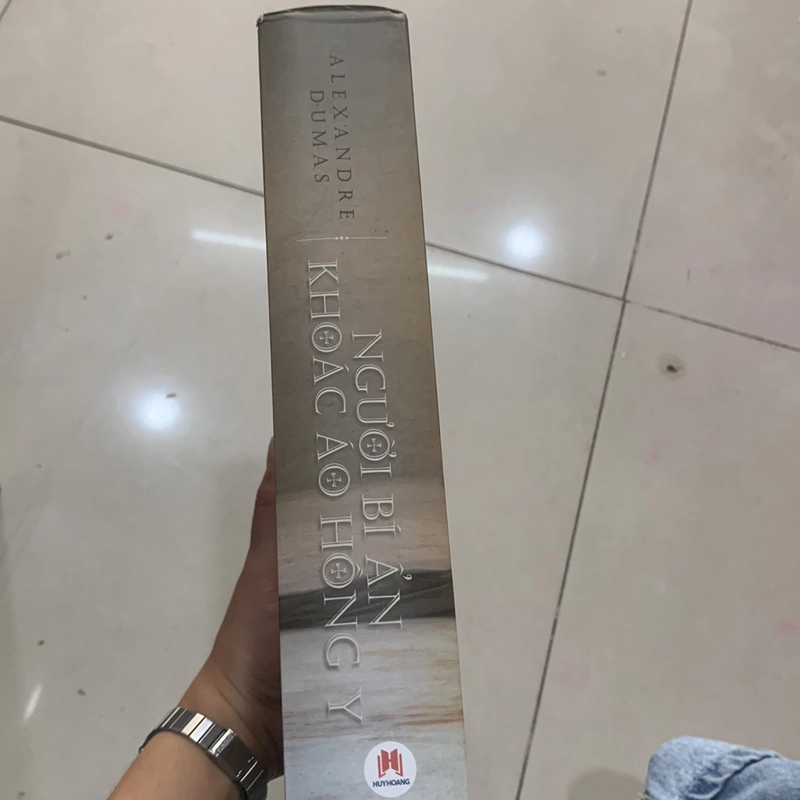 ALEXANDRE
DUMAS
NGƯỜI BÍ ẨN
KHOÁC ÁO HỒNG Y
HUYHOANG